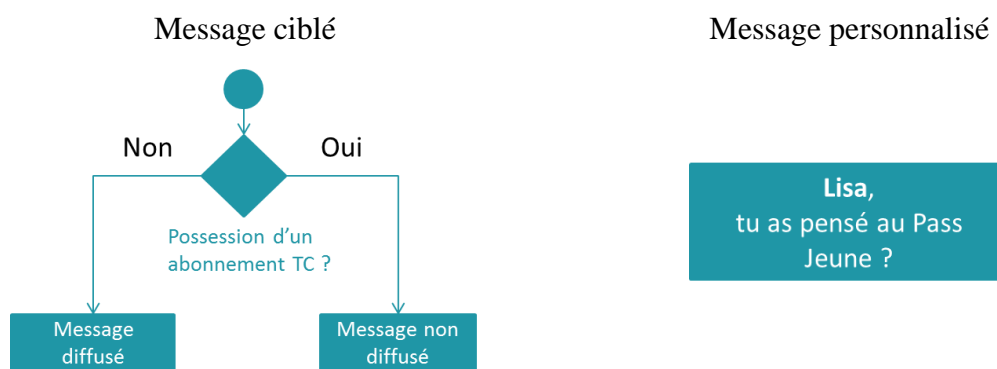 Message ciblé
Message personnalisé
Non
Oui
Possession d’un
abonnement TC ?
Message
diffusé
Message non
diffusé
Lisa,
tu as pensé au Pass
Jeune ?